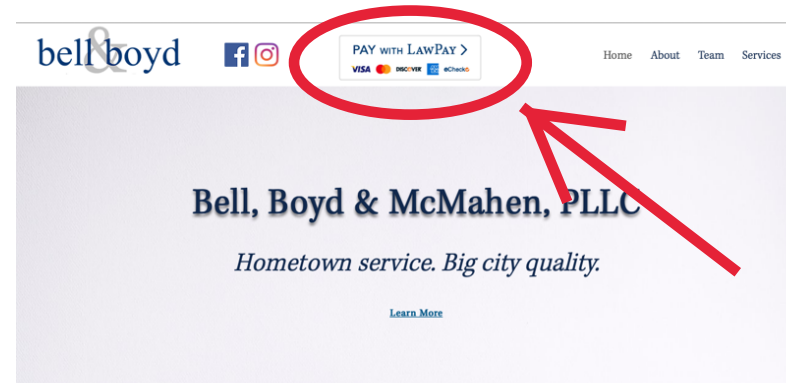 bell & boyd
PAY WITH LAWPAY >
VISA DISCOVER eChecks
Home About Team Services
Bell, Boyd & McMahen, PLLC
Hometown service. Big city quality.
Learn More